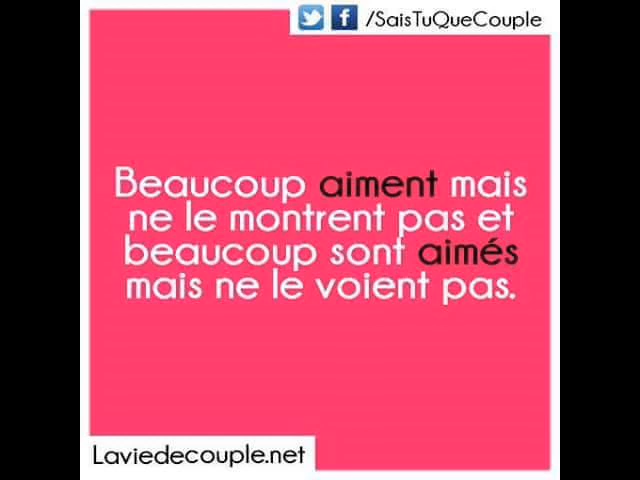 /SaisTuQueCouple
Beaucoup aiment mais
ne le montrent pas et
beaucoup sont aimés
mais ne le voient pas.
Laviedecouple.net